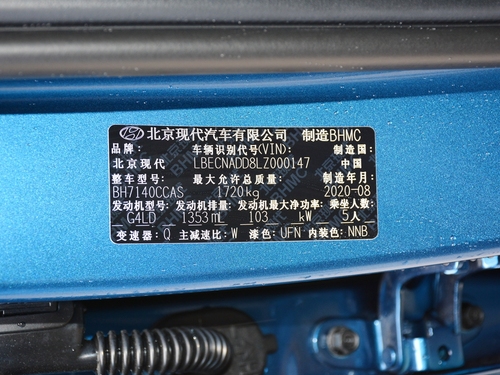 北京现代汽车有限公司 制造BHMC
品牌: 车辆识别代号(VIN): 制造国:
北京现代 LBECNADD8LZ000147 中国
整车型号: 最大允许总质量: 制造年月:
BH7140CCAS 1720kg 2020-08
发动机型号: 发动机排量: 发动机最大净功率: 乘坐人数:
G4LD 1353 mL 103 kW 5人
变速器: Q 主减速比: W 漆色: UFN 内装色: NNB